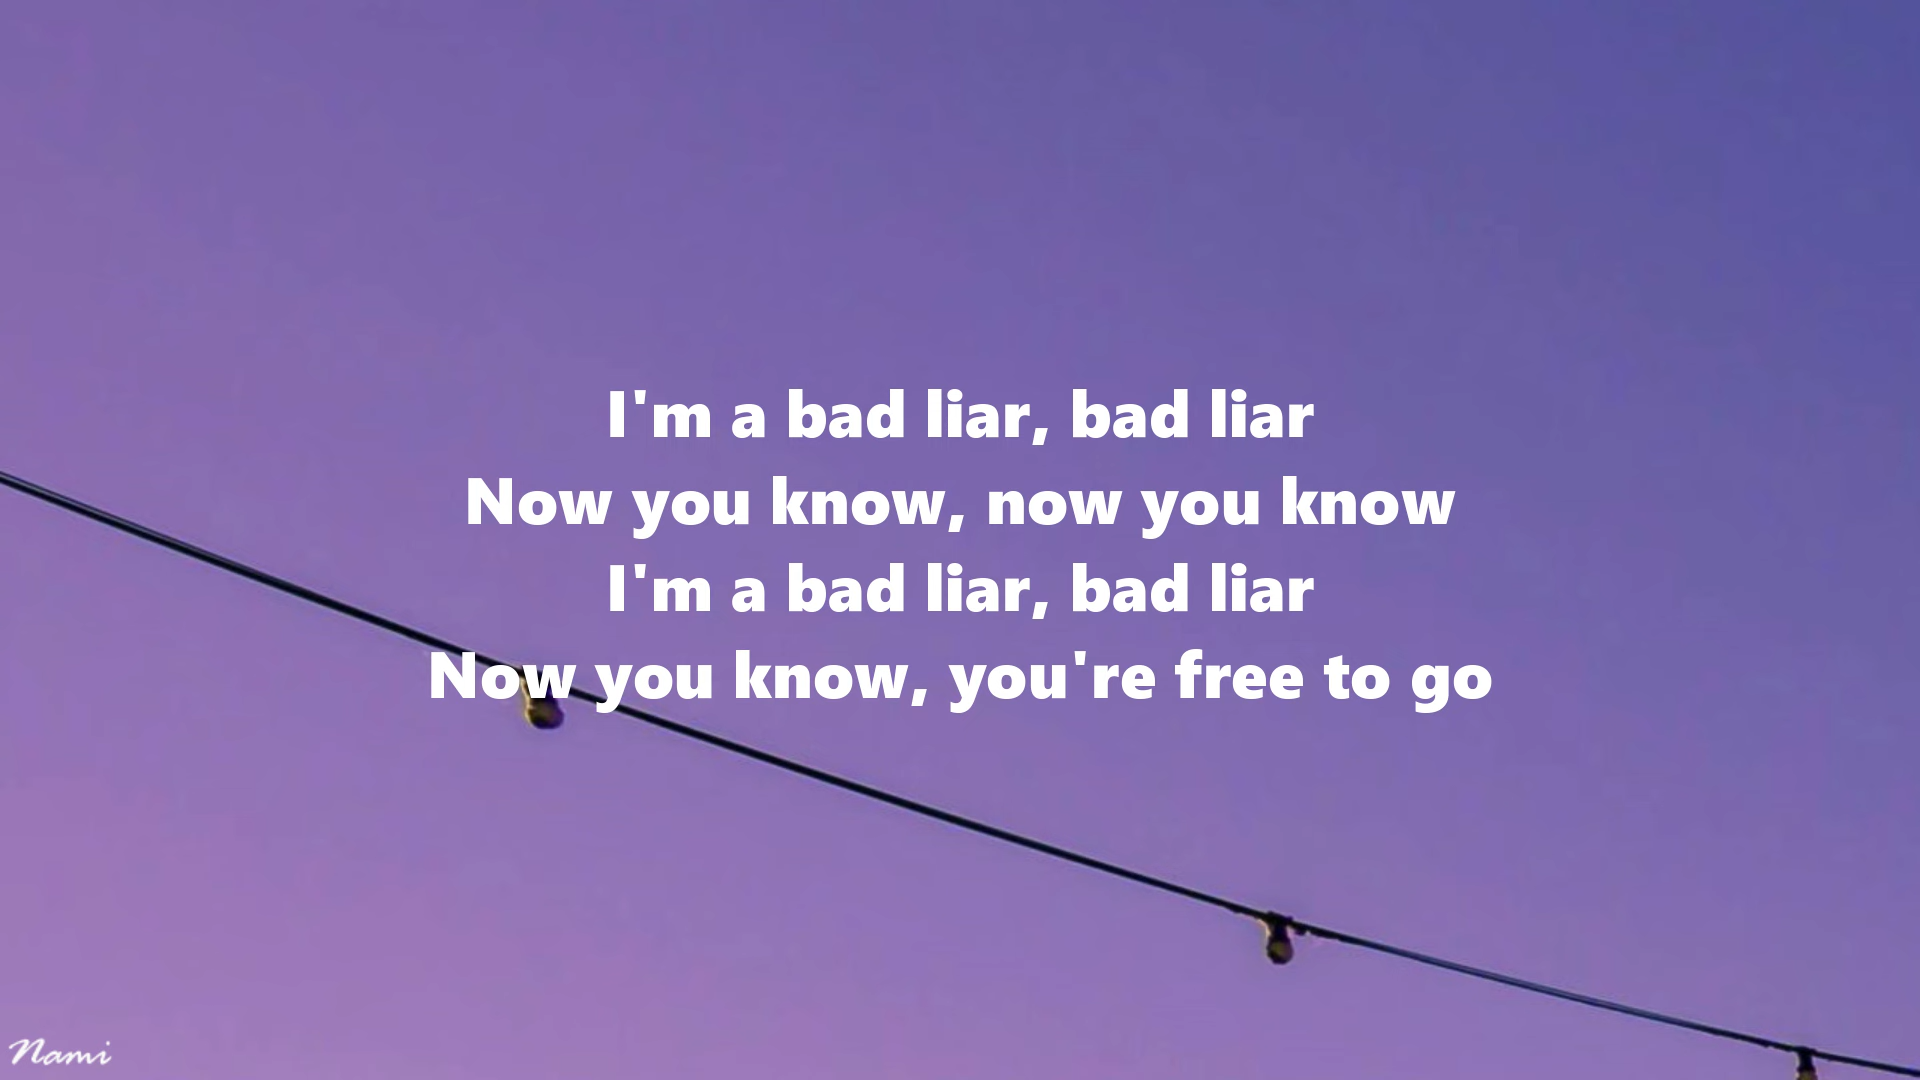 I'm a bad liar, bad liar
Now you know, now you know
I'm a bad liar, bad liar
Now you know, you're free to go
Nami